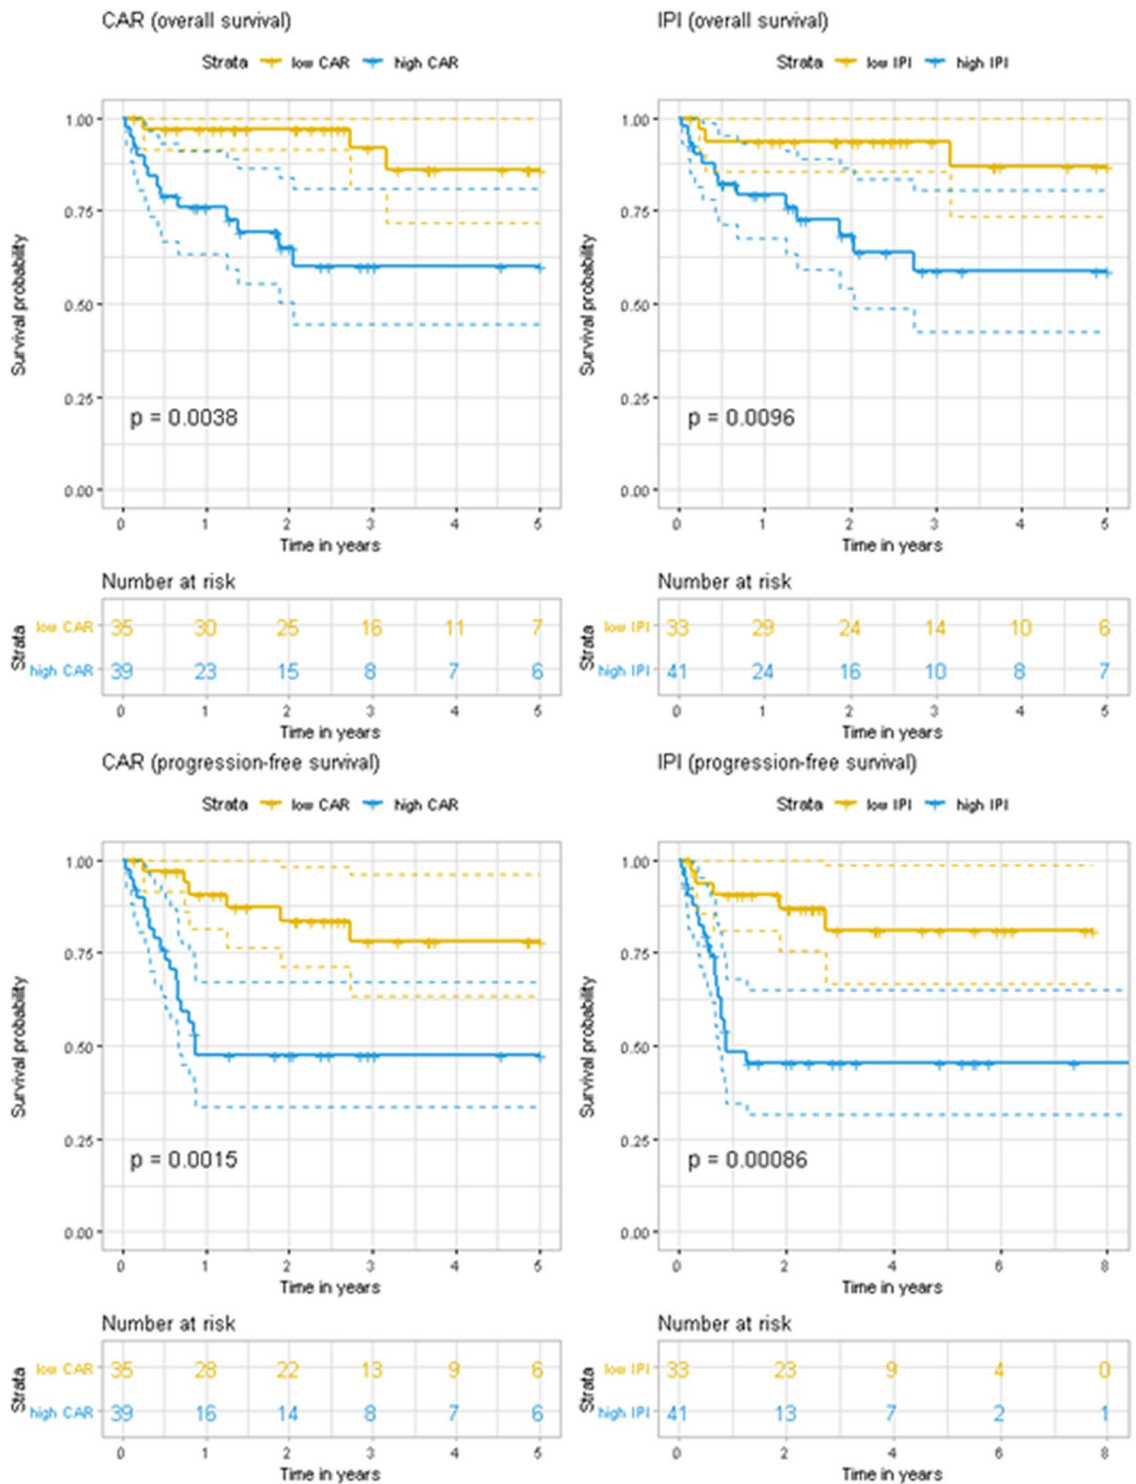 CAR (overall survival)
Strata low CAR high CAR
1.00
0.75
0.50
0.25
0.00
Survival probability
p = 0.0038
0 1 2 3 4 5
Time in years
Number at risk
Strata
low CAR 35 30 25 16 11 7
high CAR 39 23 15 8 7 6
0 1 2 3 4 5
Time in years
IPI (overall survival)
Strata low IPI high IPI
1.00
0.75
0.50
0.25
0.00
Survival probability
p = 0.0096
0 1 2 3 4 5
Time in years
Number at risk
Strata
low IPI 33 29 24 14 10 6
high IPI 41 24 16 10 8 7
0 1 2 3 4 5
Time in years
CAR (progression-free survival)
Strata low CAR high CAR
1.00
0.75
0.50
0.25
0.00
Survival probability
p = 0.0015
0 1 2 3 4 5
Time in years
Number at risk
Strata
low CAR 35 28 22 13 9 6
high CAR 39 16 14 8 7 6
0 1 2 3 4 5
Time in years
IPI (progression-free survival)
Strata low IPI high IPI
1.00
0.75
0.50
0.25
0.00
Survival probability
p = 0.00086
0 2 4 6 8
Time in years
Number at risk
Strata
low IPI 33 23 9 4 0
high IPI 41 13 7 2 1
0 2 4 6 8
Time in years